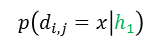 p(d_{i,j} = x|h_1)